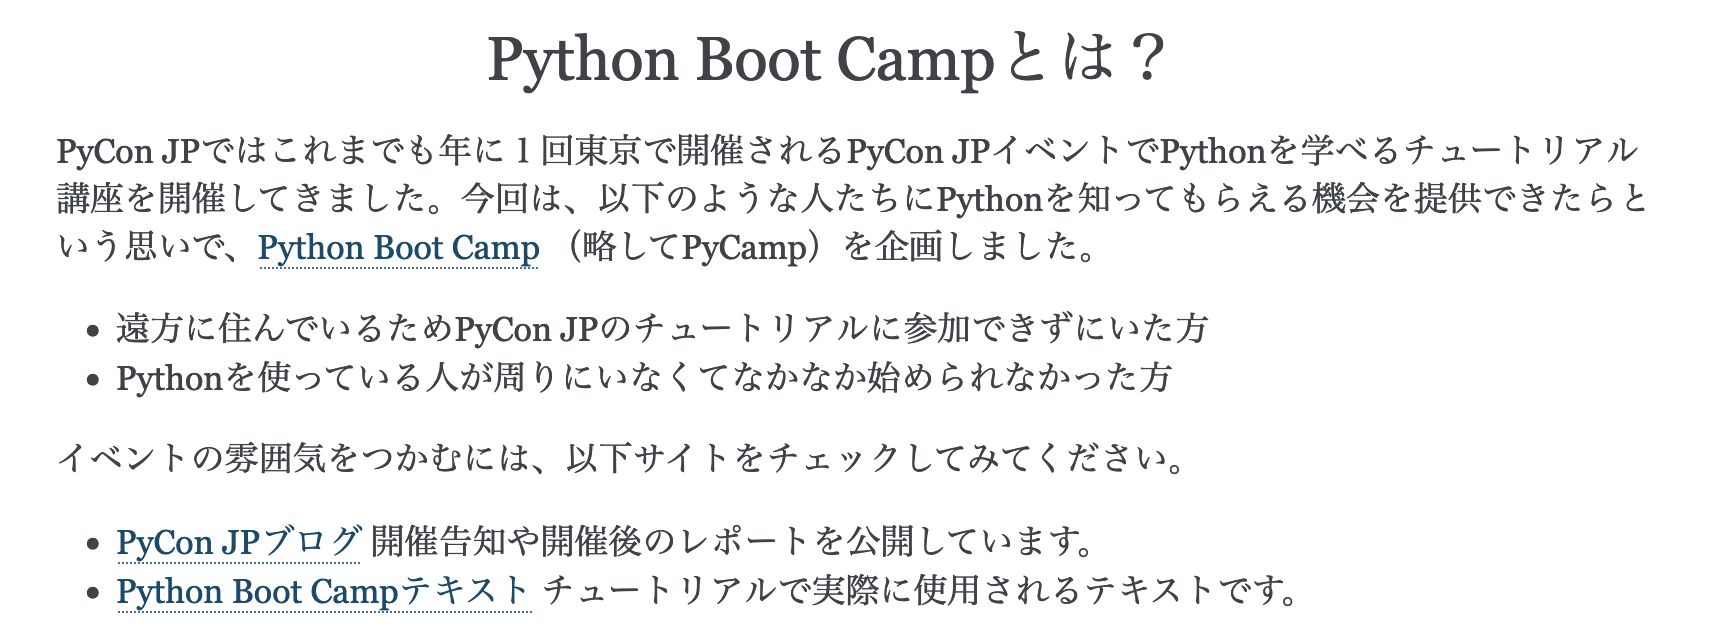 Python Boot Campとは？
PyCon JPではこれまでも年に１回東京で開催されるPyCon JPイベントでPythonを学べるチュートリアル
講座を開催してきました。今回は、以下のような人たちにPythonを知ってもらえる機会を提供できたらと
いう思いで、Python Boot Camp （略してPyCamp）を企画しました。
• 遠方に住んでいるためPyCon JPのチュートリアルに参加できずにいた方
• Pythonを使っている人が周りにいなくてなかなか始められなかった方
イベントの雰囲気をつかむには、以下サイトをチェックしてみてください。
• PyCon JPブログ 開催告知や開催後のレポートを公開しています。
• Python Boot Campテキスト チュートリアルで実際に使用されるテキストです。